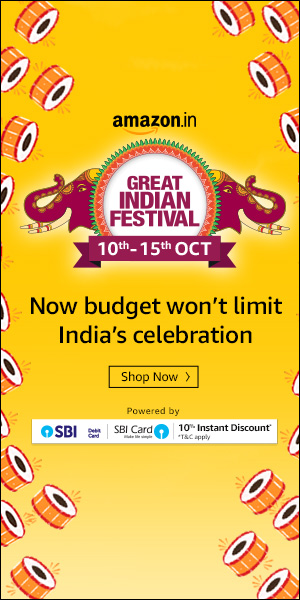 amazon.in
GREAT
INDIAN
FESTIVAL
10th-15th OCT
Now budget won't limit
India's celebration
Shop Now >
Powered by
SBI Debit Card SBI Card Make life simple 10% Instant Discount*
*T&C apply